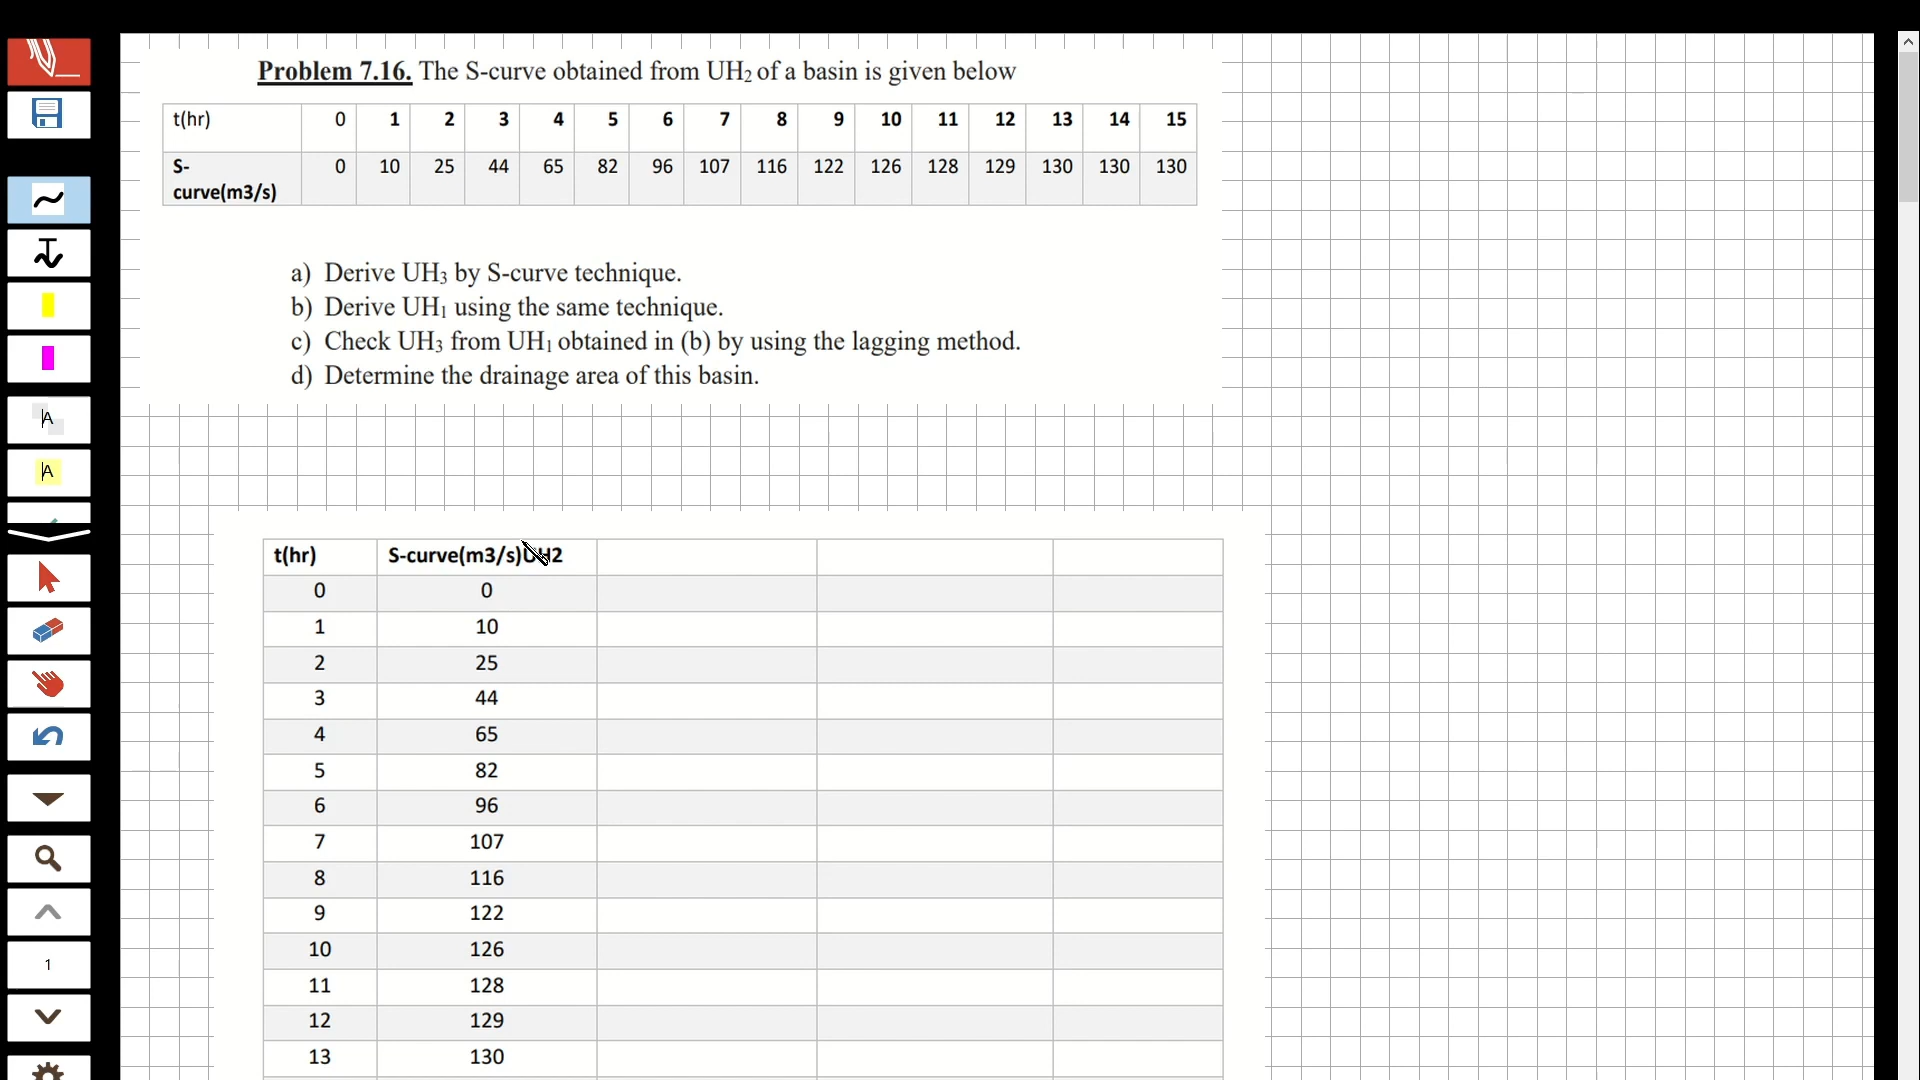 Problem 7.16. The S-curve obtained from UH₂ of a basin is given below
t(hr) 0 1 2 3 4 5 6 7 8 9 10 11 12 13 14 15
S-
curve(m3/s) 0 10 25 44 65 82 96 107 116 122 126 128 129 130 130 130
a) Derive UH₃ by S-curve technique.
b) Derive UH₁ using the same technique.
c) Check UH₃ from UH₁ obtained in (b) by using the lagging method.
d) Determine the drainage area of this basin.
A
A
t(hr) S-curve(m3/s)UH2
0 0
1 10
2 25
3 44
4 65
5 82
6 96
7 107
8 116
9 122
10 126
11 128
12 129
13 130
1